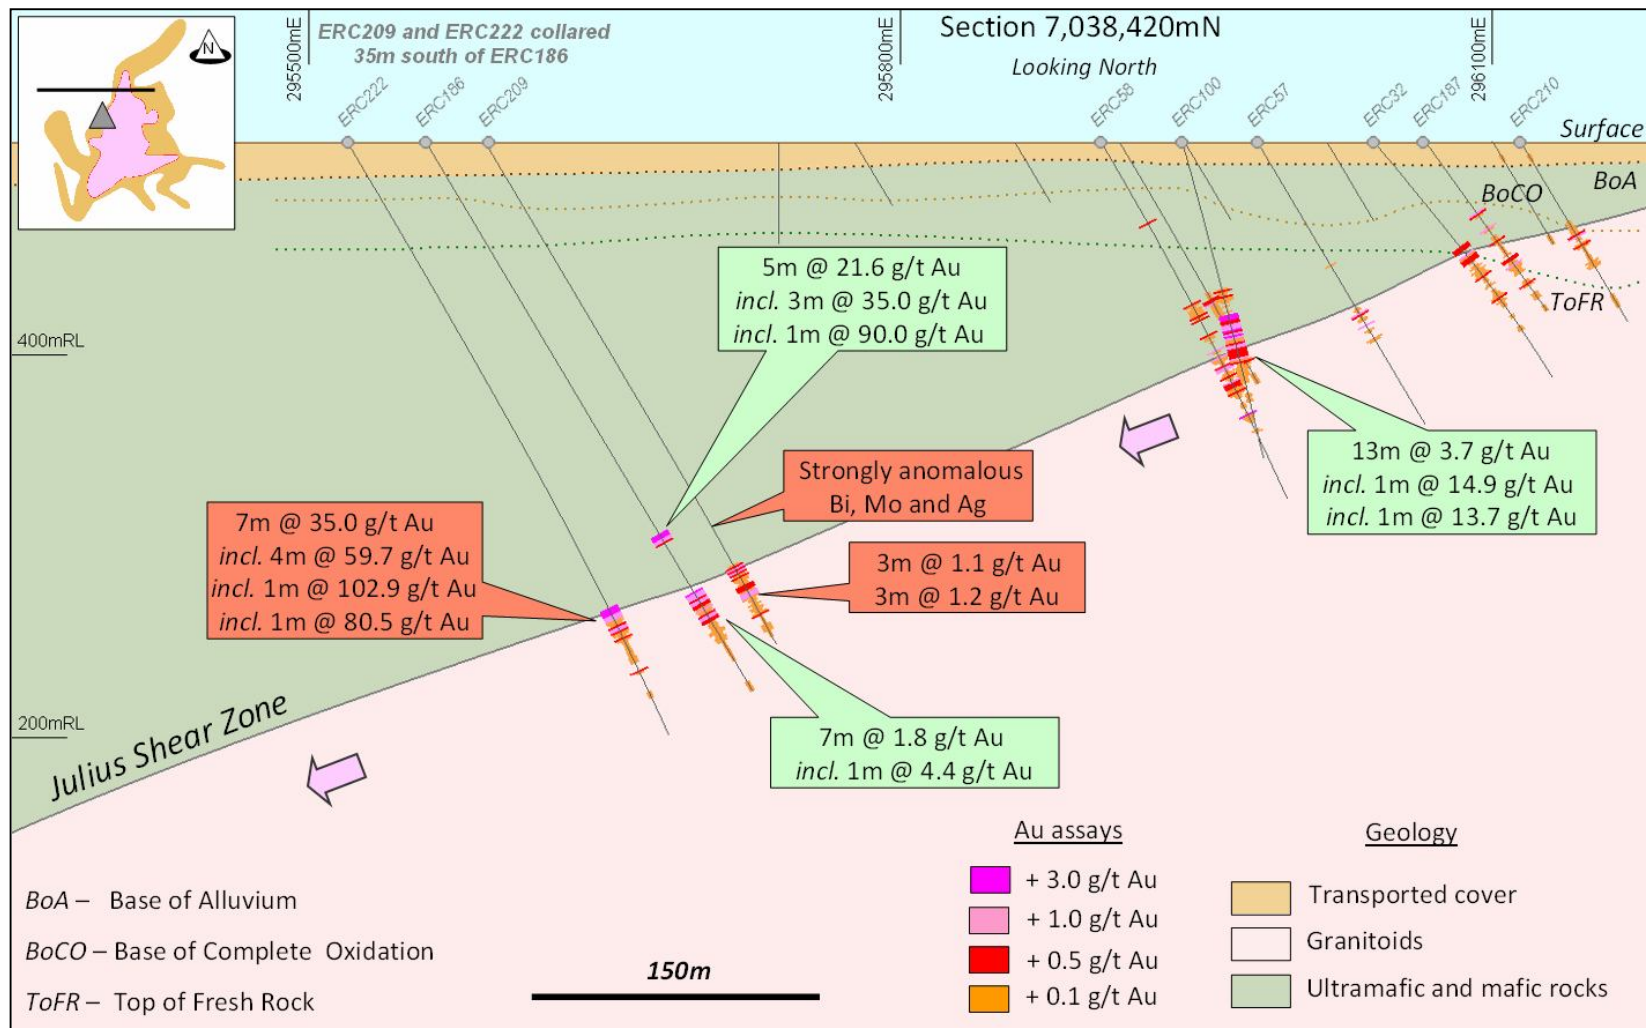 N
ERC209 and ERC222 collared
35m south of ERC186
295500mE
295800mE
Section 7,038,420mN
Looking North
296100mE
ERC222
ERC186
ERC209
ERC58
ERC100
ERC57
ERC32
ERC187
ERC210
Surface
BoA
BoCO
ToFR
400mRL
200mRL
5m @ 21.6 g/t Au
incl. 3m @ 35.0 g/t Au
incl. 1m @ 90.0 g/t Au
Strongly anomalous
Bi, Mo and Ag
13m @ 3.7 g/t Au
incl. 1m @ 14.9 g/t Au
incl. 1m @ 13.7 g/t Au
7m @ 35.0 g/t Au
incl. 4m @ 59.7 g/t Au
incl. 1m @ 102.9 g/t Au
incl. 1m @ 80.5 g/t Au
3m @ 1.1 g/t Au
3m @ 1.2 g/t Au
7m @ 1.8 g/t Au
incl. 1m @ 4.4 g/t Au
Julius Shear Zone
BoA – Base of Alluvium
BoCO – Base of Complete Oxidation
ToFR – Top of Fresh Rock
150m
Au assays
+ 3.0 g/t Au
+ 1.0 g/t Au
+ 0.5 g/t Au
+ 0.1 g/t Au
Geology
Transported cover
Granitoids
Ultramafic and mafic rocks